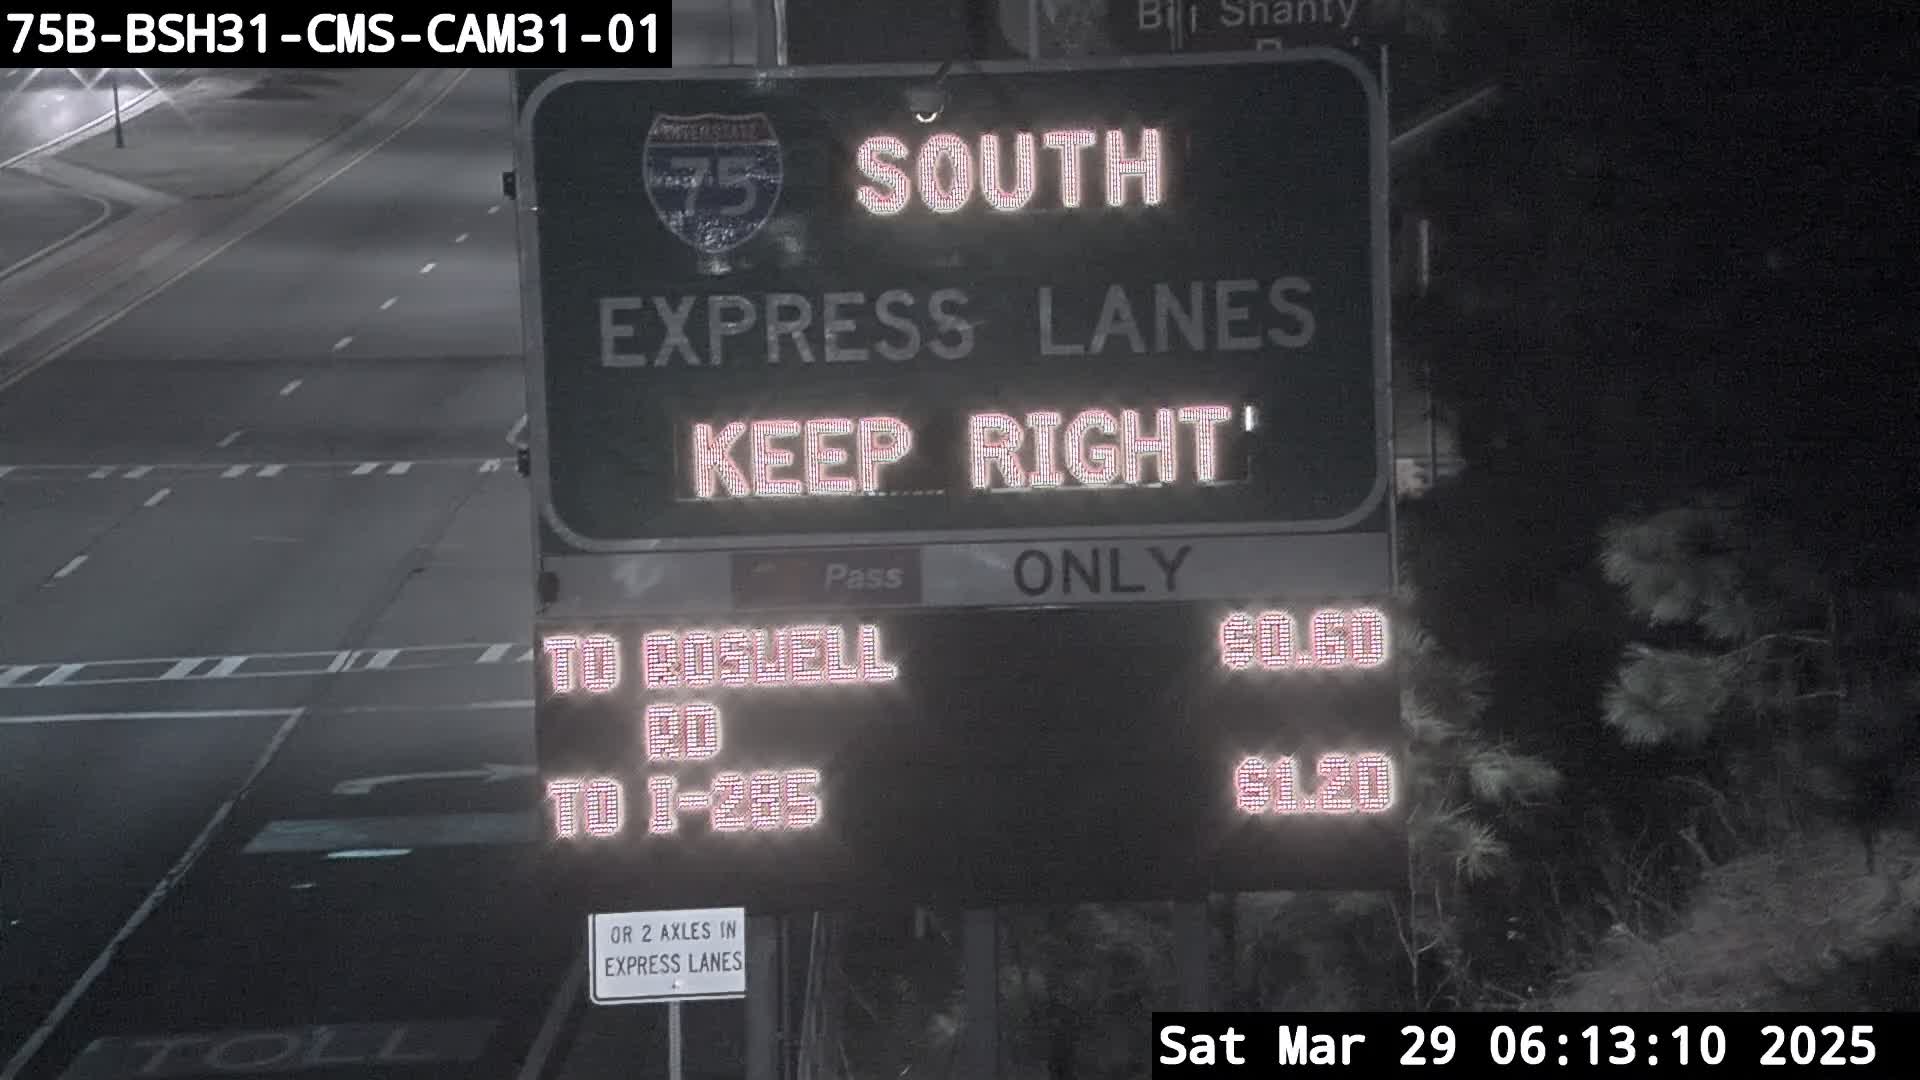 75B-BSH31-CMS-CAM31-01
Bill Shanty
INTERSTATE
75
SOUTH
EXPRESS LANES
KEEP RIGHT
Pass
ONLY
TO ROSWELL $0.60
RD
TO I-285 $1.20
OR 2 AXLES IN
EXPRESS LANES
TOLL
Sat Mar 29 06:13:10 2025